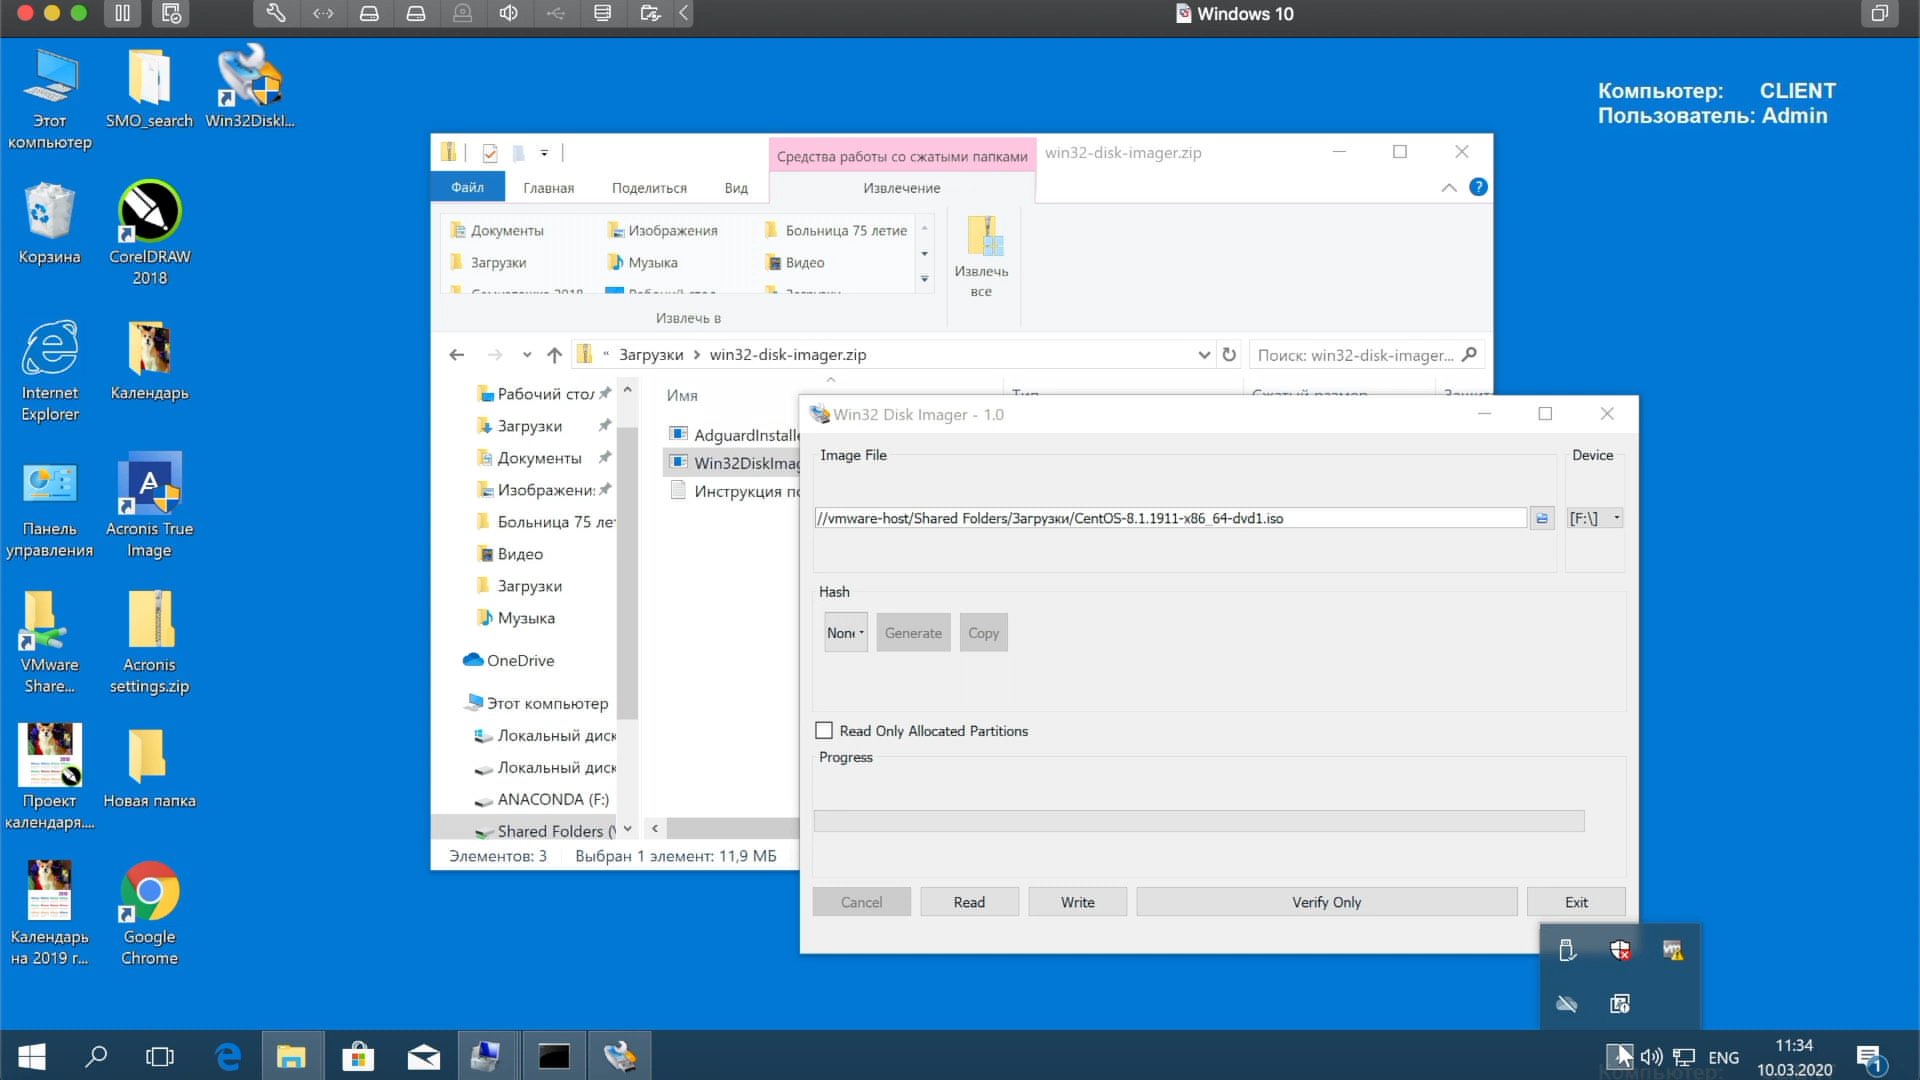 Windows 10
Этот
компьютер
SMO_search
Win32DiskI...
Компьютер: CLIENT
Пользователь: Admin
Корзина
CorelDRAW
2018
Internet
Explorer
Календарь
Панель
управления
Acronis True
Image
VMware
Share...
Acronis
settings.zip
Проект
календаря....
Новая папка
Календарь
на 2019 г...
Google
Chrome
Средства работы со сжатыми папками
win32-disk-imager.zip
Файл
Главная
Поделиться
Вид
Извлечение
Документы
Изображения
Больница 75 летие
Загрузки
Музыка
Видео
Извлечь
все
Извлечь в
« Загрузки > win32-disk-imager.zip
Поиск: win32-disk-imager...
Рабочий стол
Загрузки
Документы
Изображени
Больница 75 ле
Видео
Загрузки
Музыка
OneDrive
Этот компьютер
Локальный диск
Локальный диск
ANACONDA (F:)
Shared Folders (
Имя
Тип
Сжатый размер
AdguardInstalle
Win32DiskImag
Инструкция по
Элементов: 3
Выбран 1 элемент: 11,9 МБ
Win32 Disk Imager - 1.0
Image File
Device
//vmware-host/Shared Folders/Загрузки/CentOS-8.1.1911-x86_64-dvd1.iso
[F:\]
Hash
None
Generate
Copy
Read Only Allocated Partitions
Progress
Cancel
Read
Write
Verify Only
Exit
ENG
11:34
10.03.2020
1